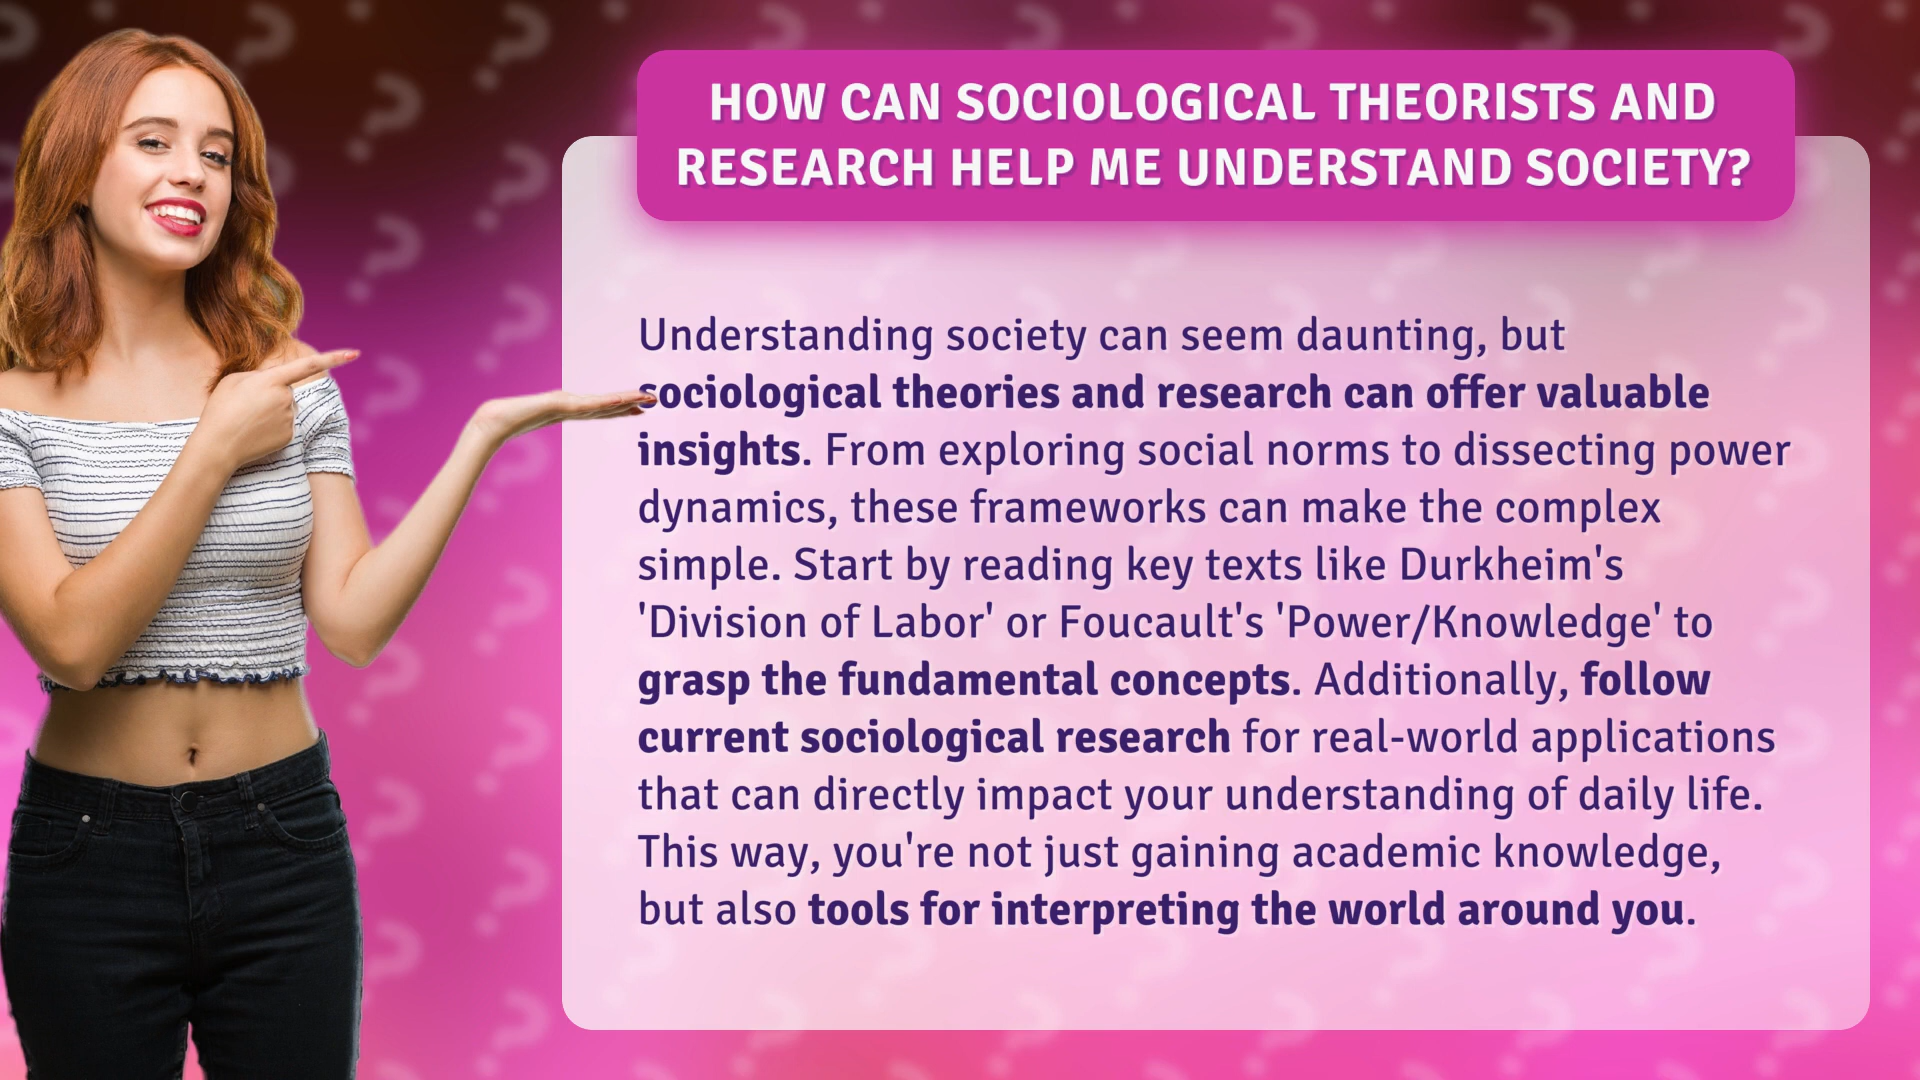 HOW CAN SOCIOLOGICAL THEORISTS AND
RESEARCH HELP ME UNDERSTAND SOCIETY?
Understanding society can seem daunting, but
sociological theories and research can offer valuable
insights. From exploring social norms to dissecting power
dynamics, these frameworks can make the complex
simple. Start by reading key texts like Durkheim's
'Division of Labor' or Foucault's 'Power/Knowledge' to
grasp the fundamental concepts. Additionally, follow
current sociological research for real-world applications
that can directly impact your understanding of daily life.
This way, you're not just gaining academic knowledge,
but also tools for interpreting the world around you.